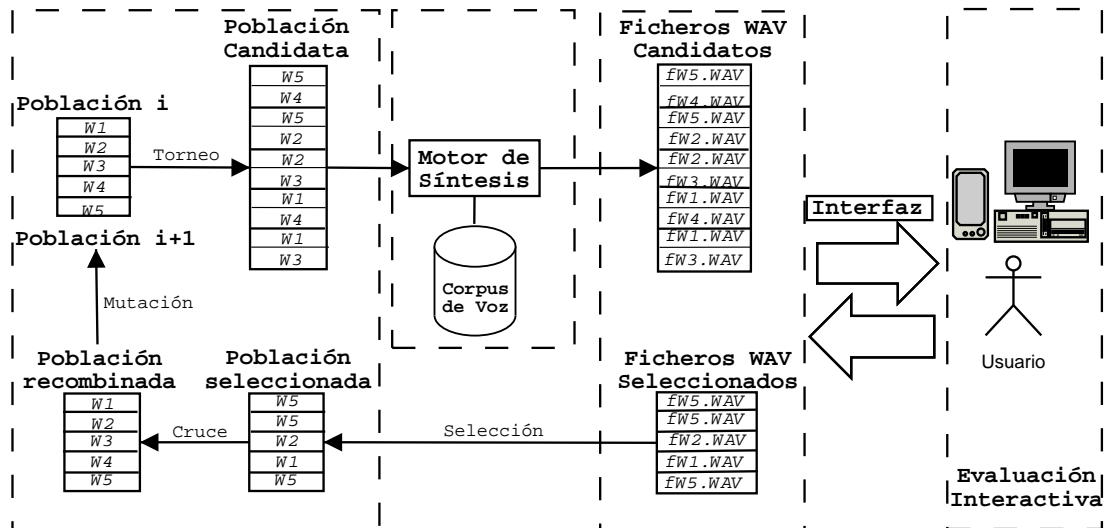 Población
Candidata
W5
W4
W5
W2
W2
W3
W1
W4
W1
W3
Población i
W1
W2
W3
W4
W5
Torneo
Población i+1
Mutación
Motor de
Síntesis
Corpus
de Voz
Ficheros WAV
Candidatos
fW5.WAV
fW4.WAV
fW5.WAV
fW2.WAV
fW2.WAV
fW3.WAV
fW1.WAV
fW4.WAV
fW1.WAV
fW3.WAV
Interfaz
Usuario
Población
recombinada
W1
W2
W3
W4
W5
Cruce
Población
seleccionada
W5
W5
W2
W1
W5
Selección
Ficheros WAV
Seleccionados
fW5.WAV
fW5.WAV
fW2.WAV
fW1.WAV
fW5.WAV
Evaluación
Interactiva